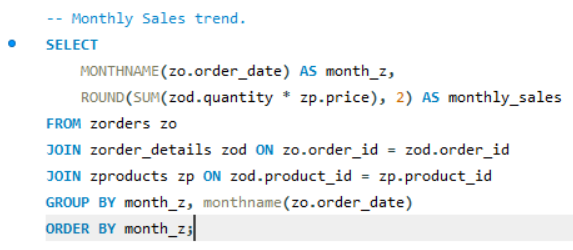 -- Monthly Sales trend.
SELECT
MONTHNAME(zo.order_date) AS month_z,
ROUND(SUM(zod.quantity * zp.price), 2) AS monthly_sales
FROM zorders zo
JOIN zorder_details zod ON zo.order_id = zod.order_id
JOIN zproducts zp ON zod.product_id = zp.product_id
GROUP BY month_z, monthname(zo.order_date)
ORDER BY month_z;